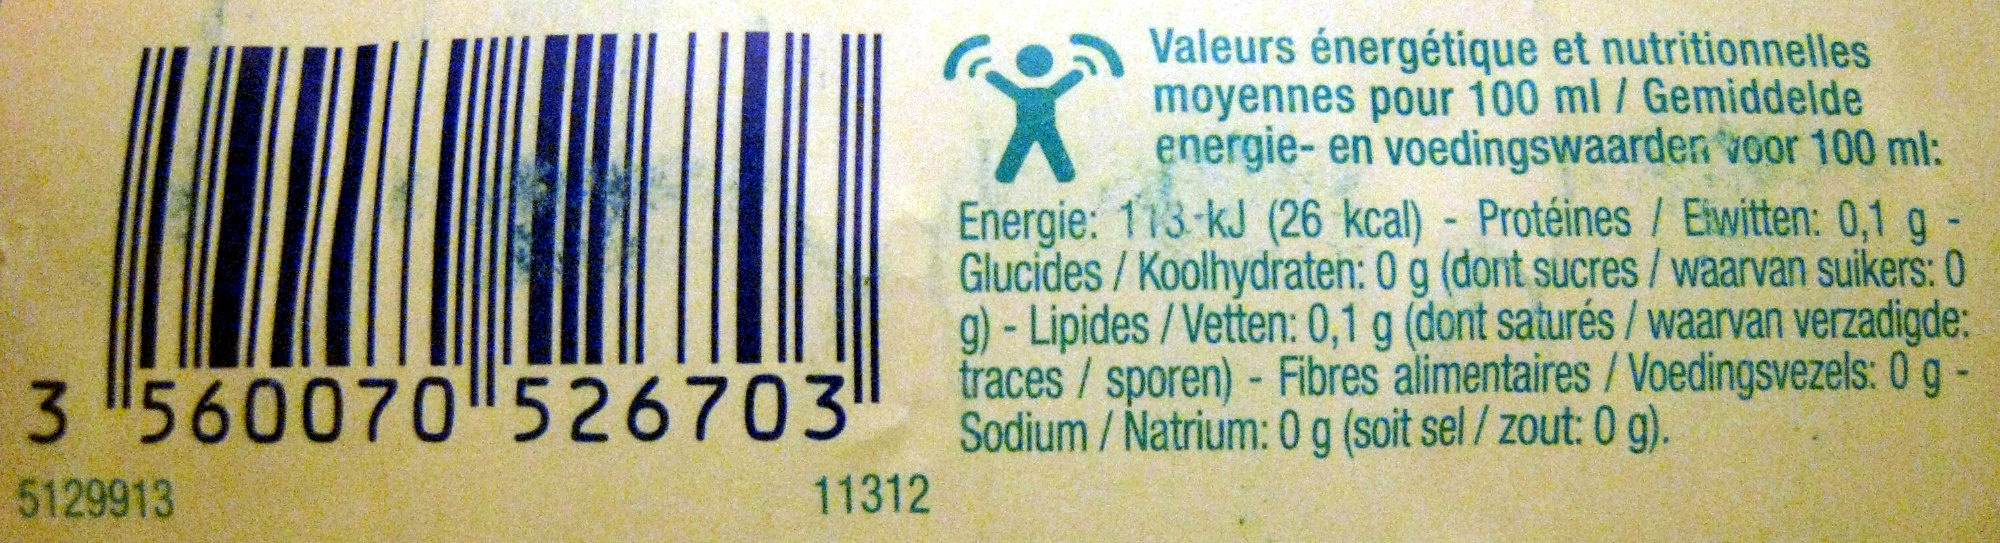 Valeurs énergétique et nutritionnelles
moyennes pour 100 ml / Gemiddelde
energie- en voedingswaarden voor 100 ml:
Energie: 113 kJ (26 kcal) - Protéines / Eiwitten: 0,1 g -
Glucides / Koolhydraten: 0 g (dont sucres / waarvan suikers: 0
g) - Lipides / Vetten: 0,1 g (dont saturés / waarvan verzadigde:
traces / sporen) - Fibres alimentaires / Voedingsvezels: 0 g -
Sodium / Natrium: 0 g (soit sel / zout: 0 g).
3 560070 526703
5129913 11312